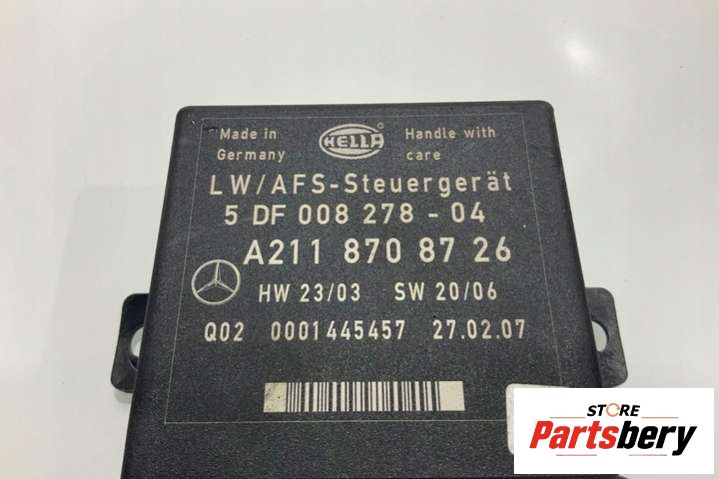 Made in Germany
HELLA
Handle with care
LW/AFS-Steuergerät
5 DF 008 278 - 04
A211 870 87 26
HW 23/03 SW 20/06
Q02 0001445457 27.02.07
STORE
Partsbery